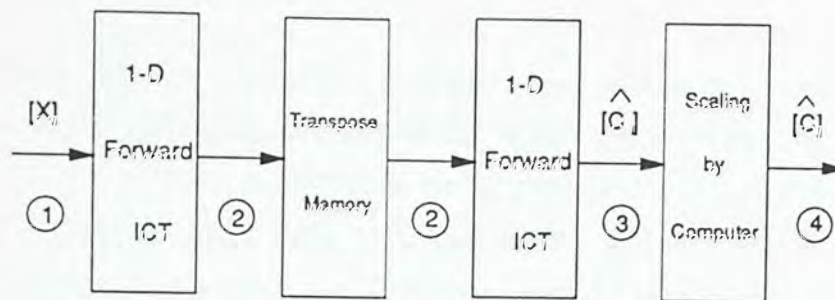 [X]
1
1-D
Forward
ICT
2
Transpose
Memory
2
1-D
Forward
ICT
[Ĉ]
3
Scaling
by
Computer
[Ĉ]
4